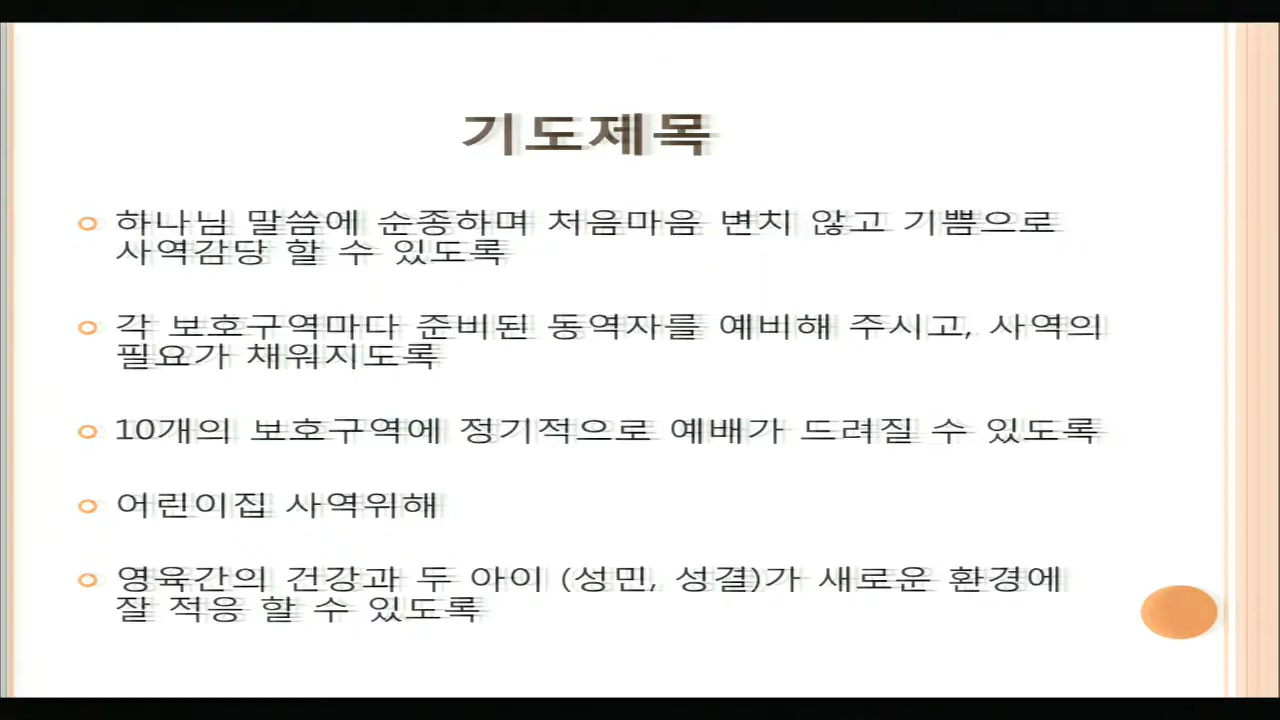 기도제목
하나님 말씀에 순종하며 처음마음 변치 않고 기쁨으로
사역감당 할 수 있도록
각 보호구역마다 준비된 동역자를 예비해 주시고, 사역의
필요가 채워지도록
10개의 보호구역에 정기적으로 예배가 드려질 수 있도록
어린이집 사역위해
영육간의 건강과 두 아이 (성민, 성결)가 새로운 환경에
잘 적응 할 수 있도록